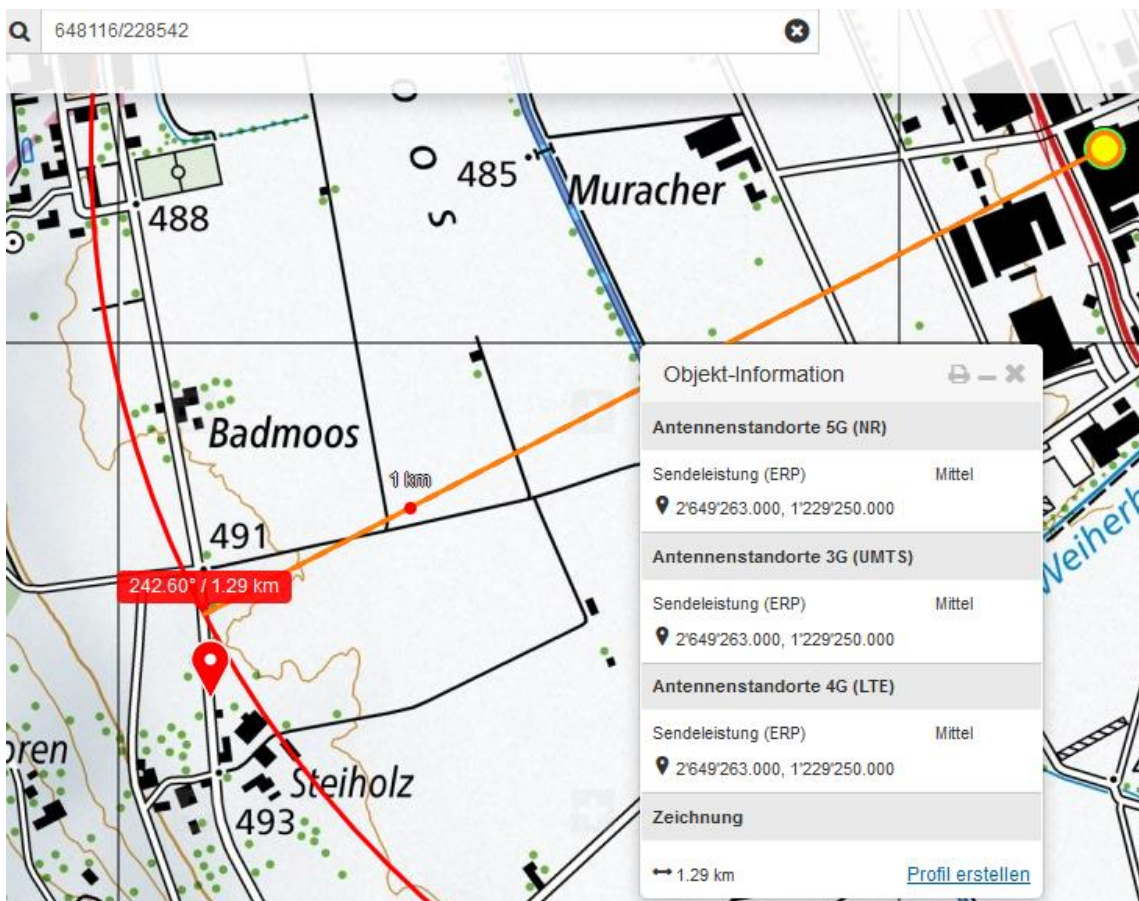 648116/228542
485
Muracher
488
Badmoos
1 km
491
242.60° / 1.29 km
Steiholz
493
Objekt-Information
Antennenstandorte 5G (NR)
Sendeleistung (ERP) Mittel
2'649'263.000, 1'229'250.000
Antennenstandorte 3G (UMTS)
Sendeleistung (ERP) Mittel
2'649'263.000, 1'229'250.000
Antennenstandorte 4G (LTE)
Sendeleistung (ERP) Mittel
2'649'263.000, 1'229'250.000
Zeichnung
1.29 km Profil erstellen